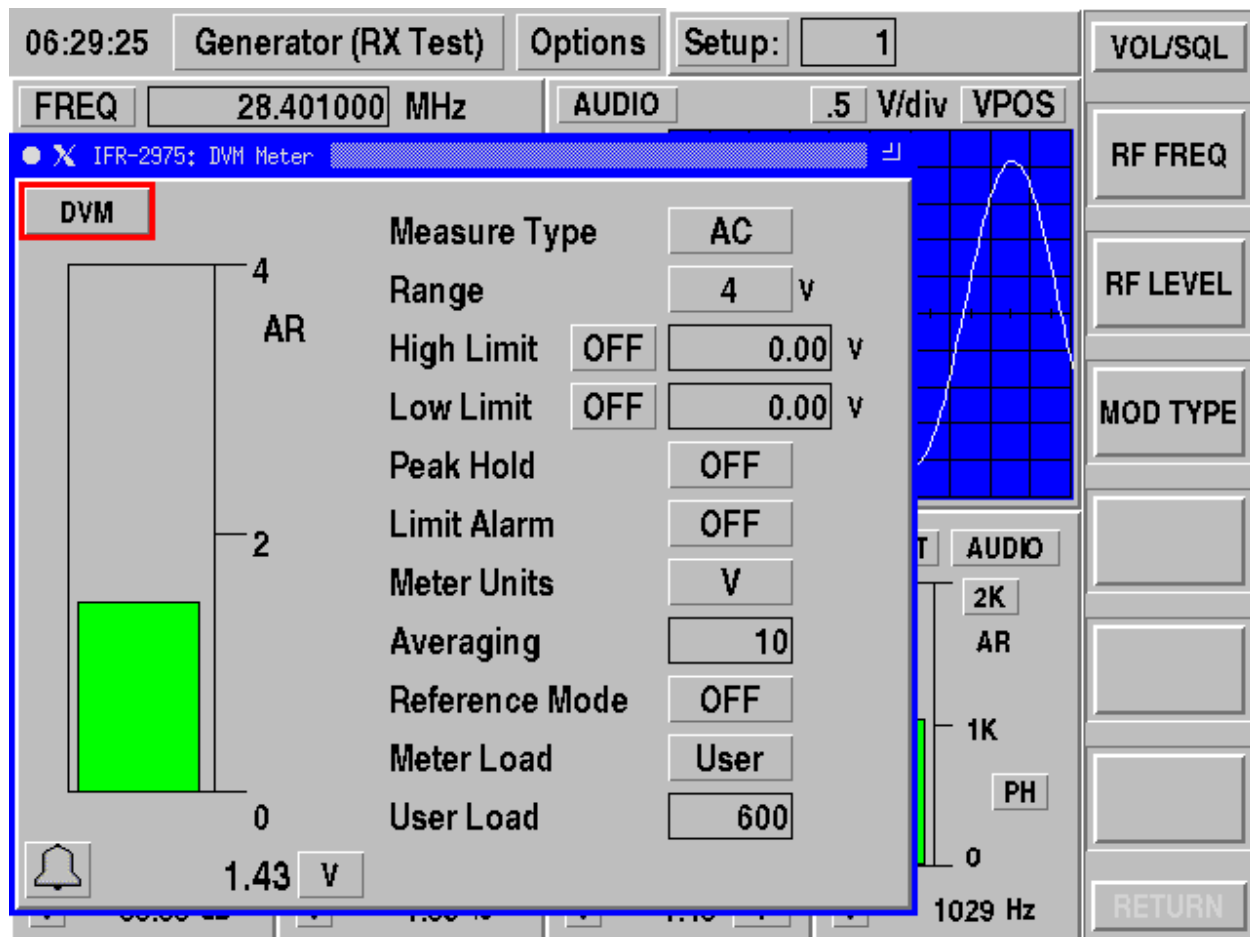 06:29:25 Generator (RX Test) Options Setup: 1 VOL/SQL
FREQ 28.401000 MHz AUDIO .5 V/div VPOS
RF FREQ
X IFR-2975: DVM Meter
DVM
Measure Type AC
4
Range 4 V
RF LEVEL
AR
High Limit OFF 0.00 V
Low Limit OFF 0.00 V
MOD TYPE
Peak Hold OFF
Limit Alarm OFF
2
T AUDIO
Meter Units V
2K
Averaging 10
AR
Reference Mode OFF
1K
Meter Load User
PH
User Load 600
0
0
1.43 V
1029 Hz
RETURN